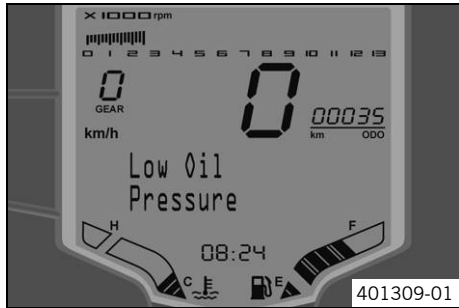 X 1000 rpm
0 1 2 3 4 5 6 7 8 9 10 11 12 13
0
GEAR
0
00035
km/h
km ODO
Low Oil
Pressure
H
F
08:24
C
E
401309-01